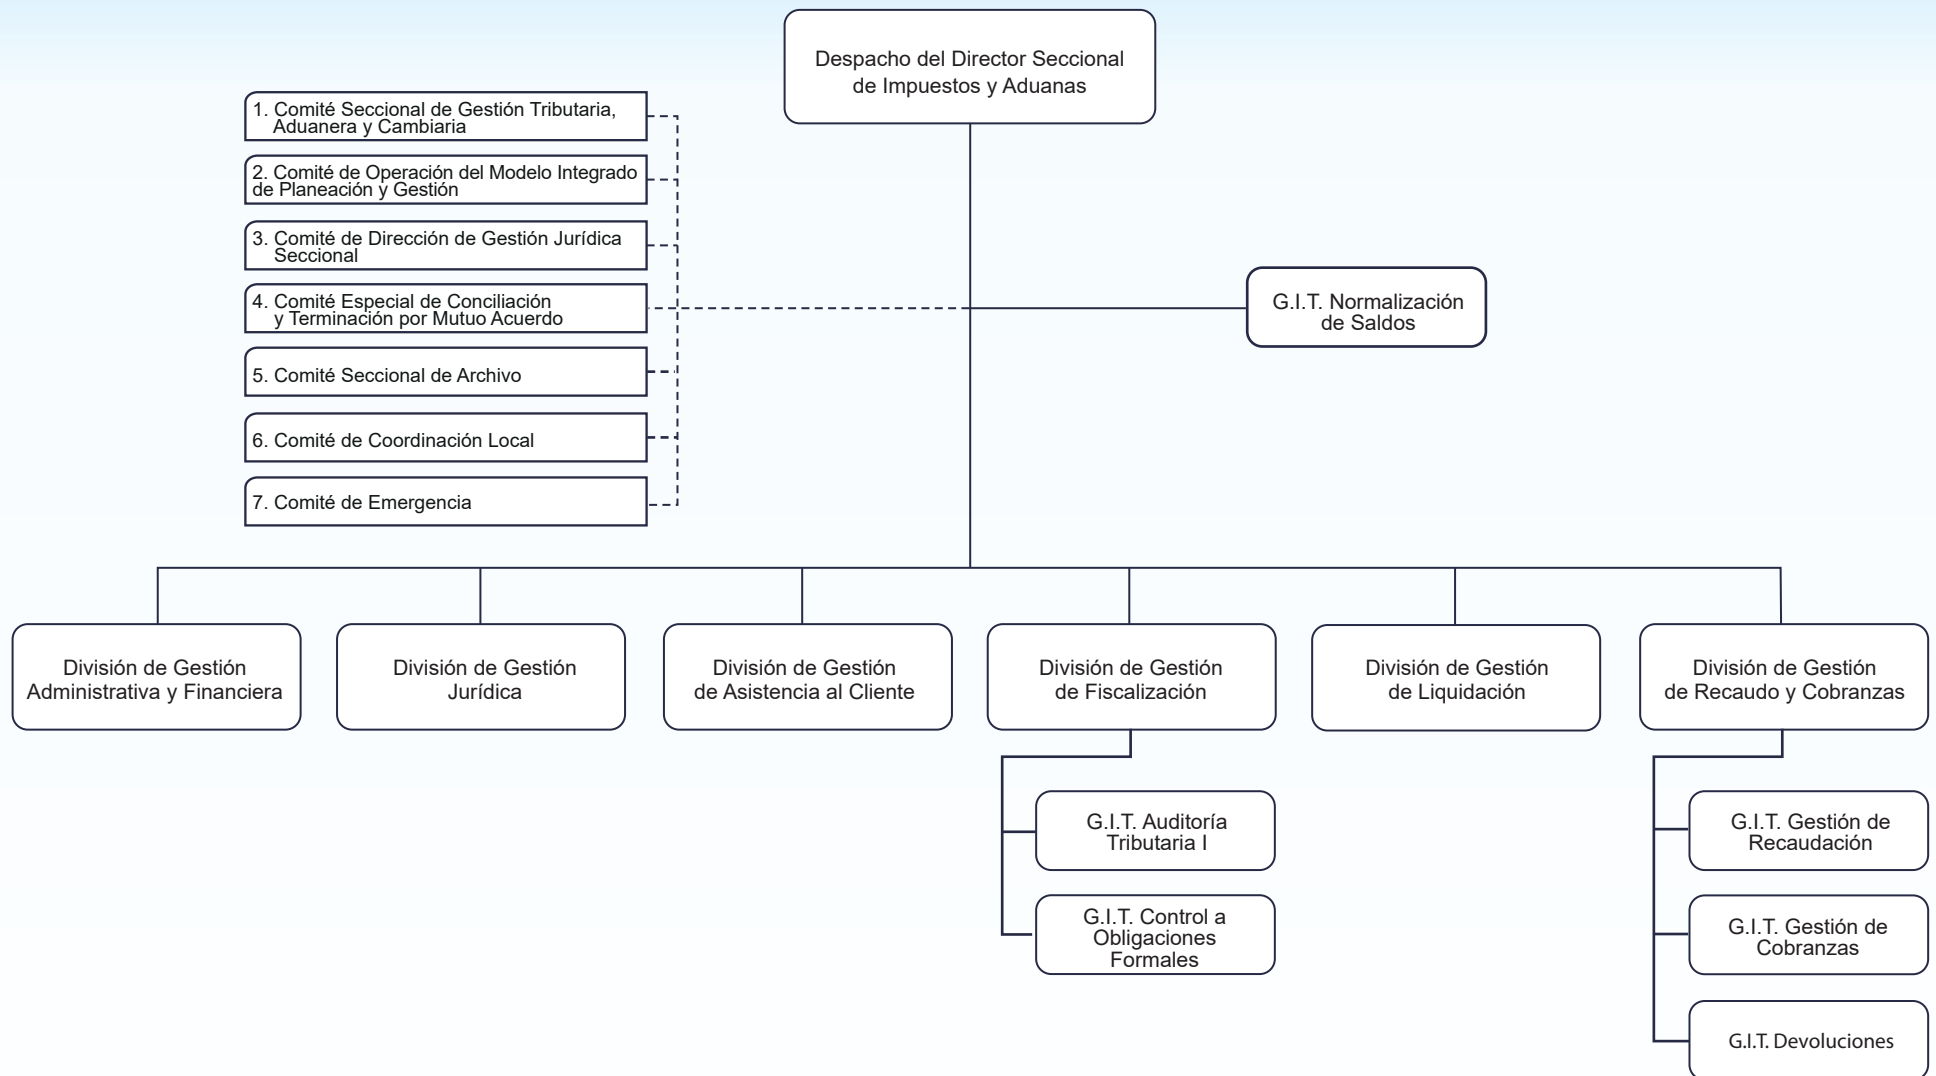 Despacho del Director Seccional
de Impuestos y Aduanas
1. Comité Seccional de Gestión Tributaria,
Aduanera y Cambiaria
2. Comité de Operación del Modelo Integrado
de Planeación y Gestión
3. Comité de Dirección de Gestión Jurídica
Seccional
4. Comité Especial de Conciliación
y Terminación por Mutuo Acuerdo
5. Comité Seccional de Archivo
6. Comité de Coordinación Local
7. Comité de Emergencia
G.I.T. Normalización
de Saldos
División de Gestión
Administrativa y Financiera
División de Gestión
Jurídica
División de Gestión
de Asistencia al Cliente
División de Gestión
de Fiscalización
División de Gestión
de Liquidación
División de Gestión
de Recaudo y Cobranzas
G.I.T. Auditoría
Tributaria I
G.I.T. Control a
Obligaciones
Formales
G.I.T. Gestión de
Recaudación
G.I.T. Gestión de
Cobranzas
G.I.T. Devoluciones